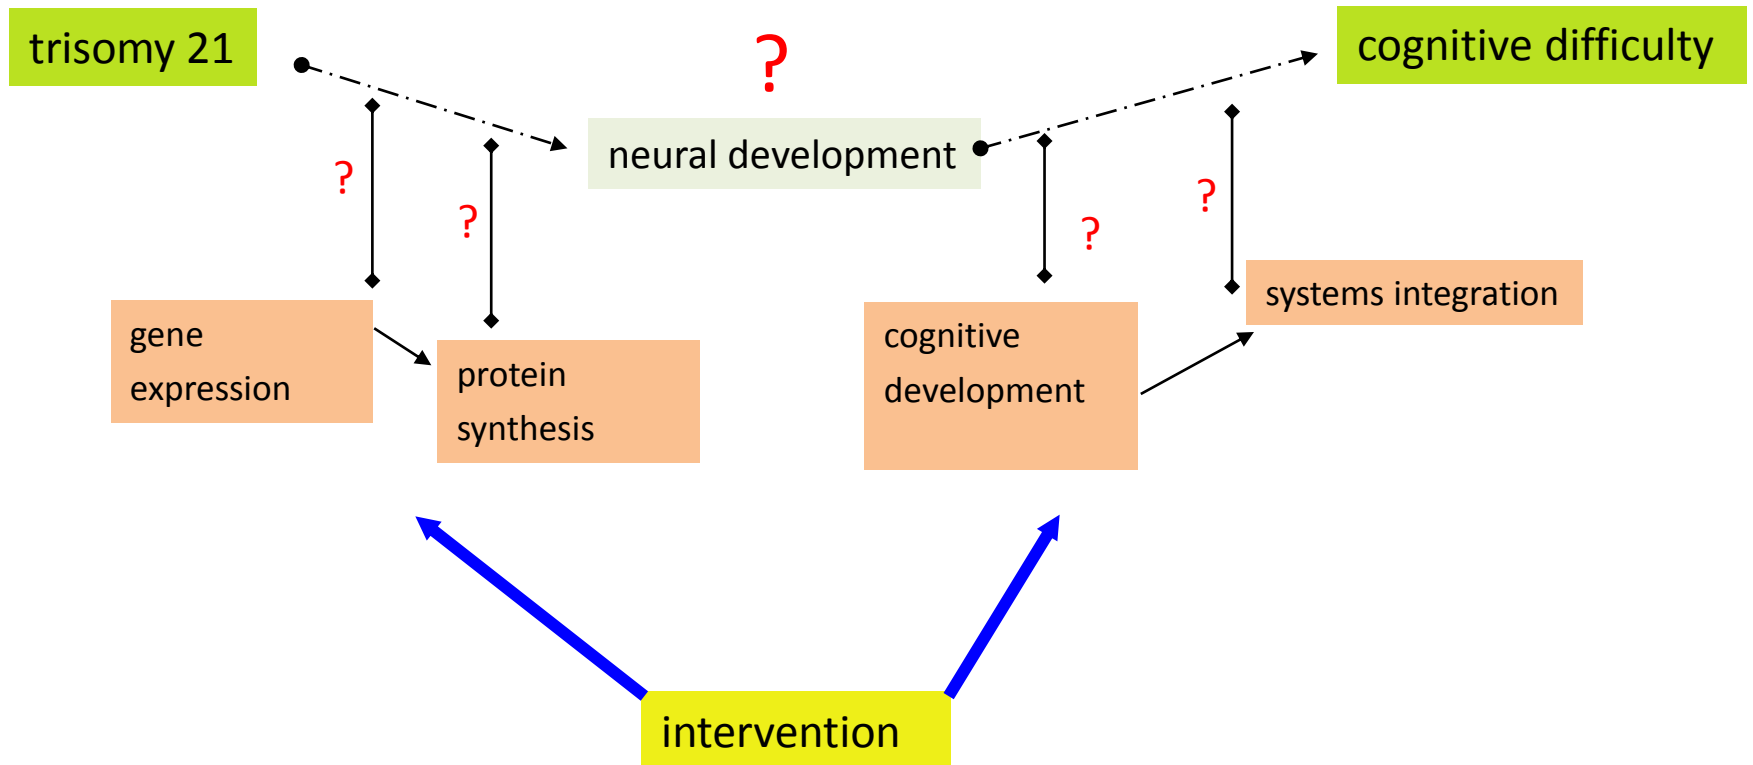 trisomy 21
?
cognitive difficulty
neural development
?
?
?
?
gene
expression
protein
synthesis
cognitive
development
systems integration
intervention